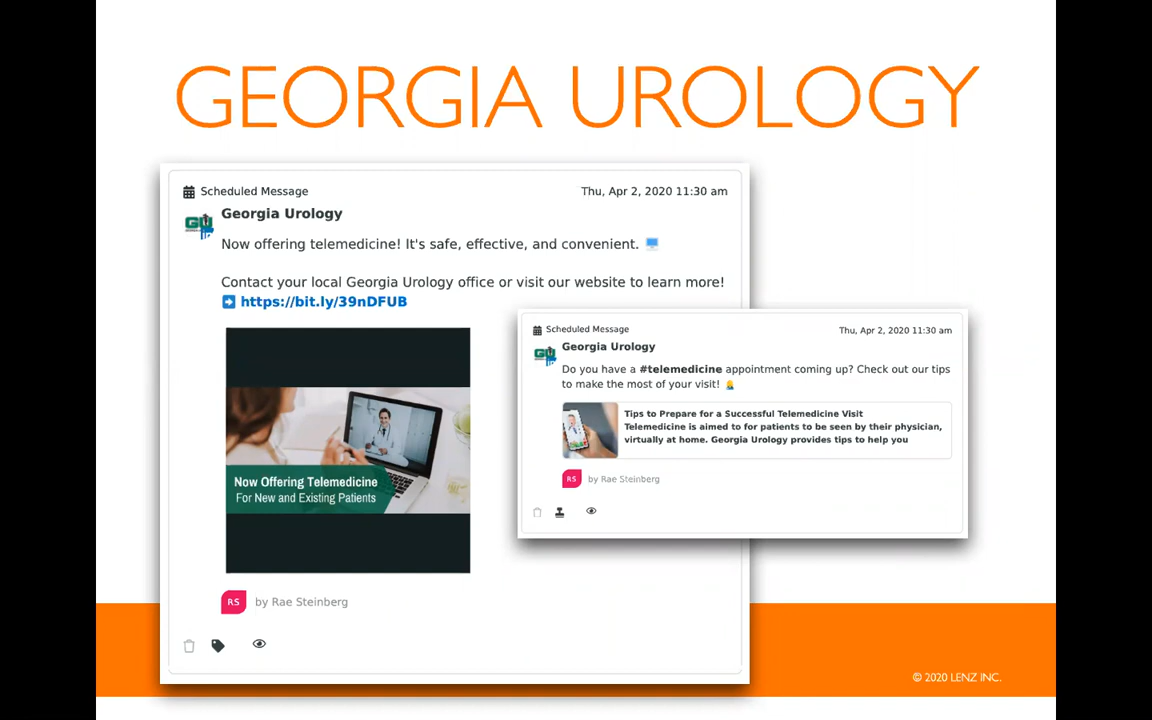 GEORGIA UROLOGY
Scheduled Message
Thu, Apr 2, 2020 11:30 am
GU
Georgia Urology
Now offering telemedicine! It's safe, effective, and convenient.
Contact your local Georgia Urology office or visit our website to learn more!
https://bit.ly/39nDFUB
Now Offering Telemedicine
For New and Existing Patients
RS
by Rae Steinberg
Scheduled Message
Thu, Apr 2, 2020 11:30 am
GU
Georgia Urology
Do you have a #telemedicine appointment coming up? Check out our tips
to make the most of your visit!
Tips to Prepare for a Successful Telemedicine Visit
Telemedicine is aimed to for patients to be seen by their physician,
virtually at home. Georgia Urology provides tips to help you
RS
by Rae Steinberg
© 2020 LENZ INC.